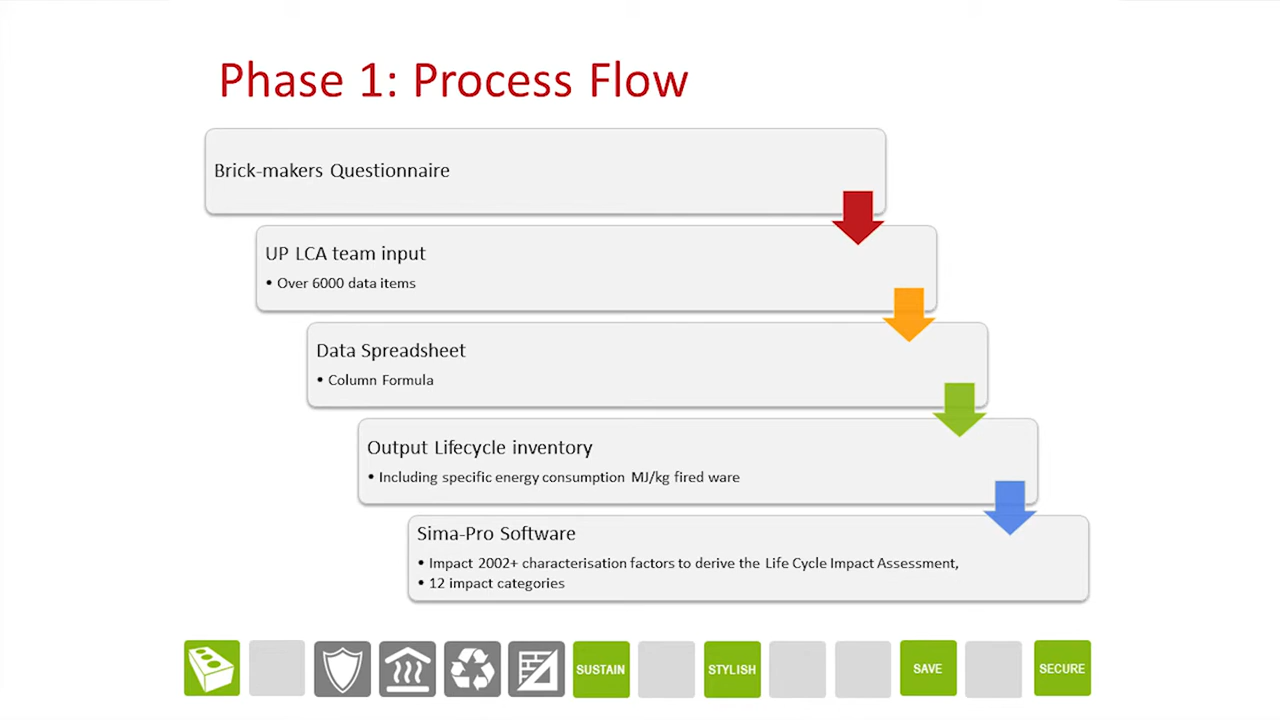 Phase 1: Process Flow
Brick-makers Questionnaire
UP LCA team input
• Over 6000 data items
Data Spreadsheet
• Column Formula
Output Lifecycle inventory
• Including specific energy consumption MJ/kg fired ware
Sima-Pro Software
• Impact 2002+ characterisation factors to derive the Life Cycle Impact Assessment,
• 12 impact categories
SUSTAIN
STYLISH
SAVE
SECURE